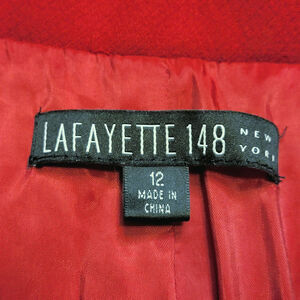 LAFAYETTE 148 NEW YORK
12
MADE IN
CHINA